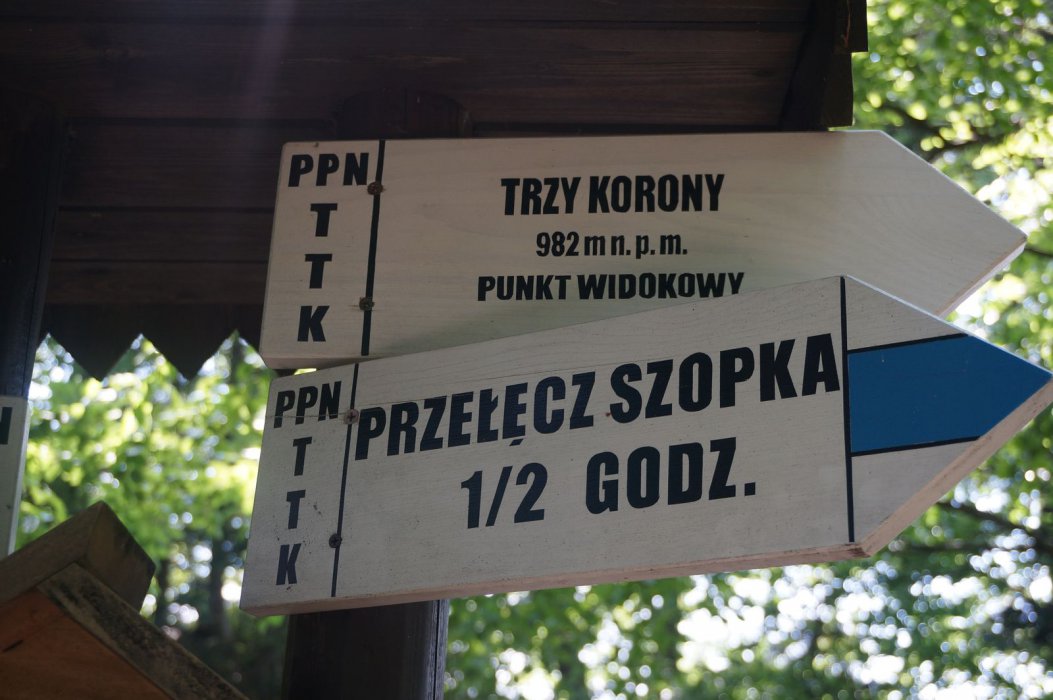 PPN
T
T
K
TRZY KORONY
982 m n. p. m.
PUNKT WIDOKOWY
PPN
T
T
K
PRZEŁĘCZ SZOPKA
1/2 GODZ.